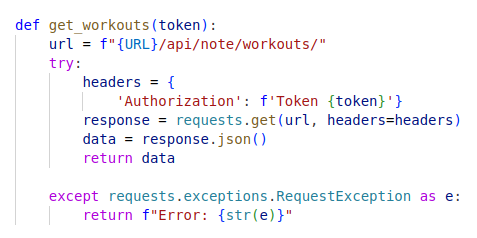 def get_workouts(token):
    url = f"{URL}/api/note/workouts/"
    try:
        headers = {
            'Authorization': f'Token {token}'}
        response = requests.get(url, headers=headers)
        data = response.json()
        return data

    except requests.exceptions.RequestException as e:
        return f"Error: {str(e)}"